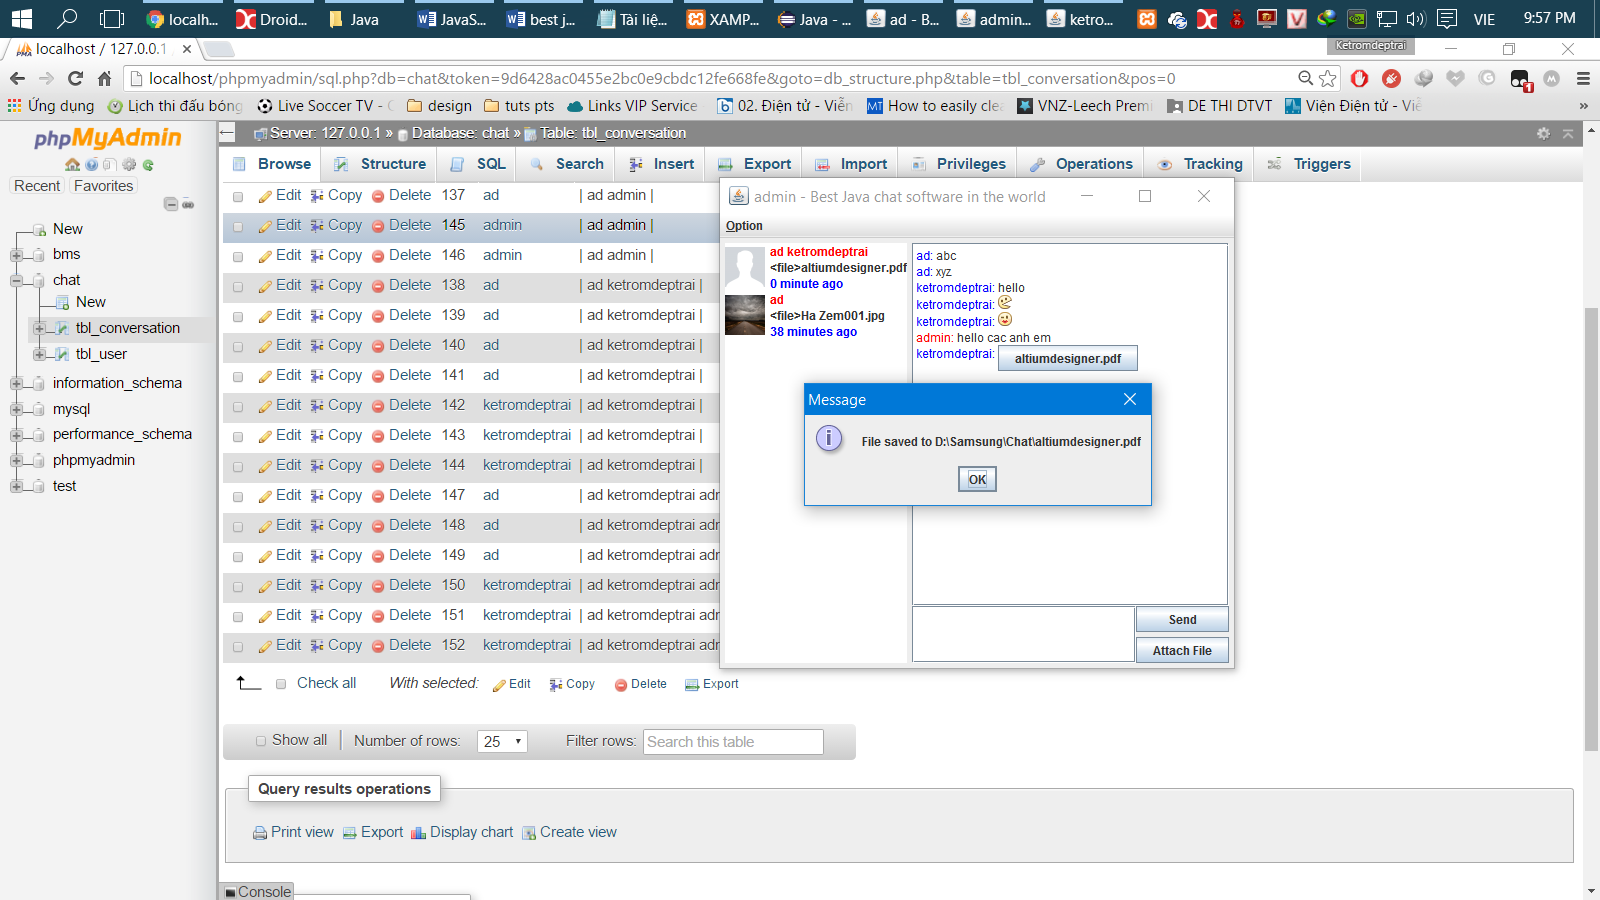 localh... Droid... Java JavaS... best j... Tài liệ... XAMP... Java - ... ad - B... admin... ketro... VIE 9:57 PM
localhost / 127.0.0.1
Ketromdeptrai
localhost/phpmyadmin/sql.php?db=chat&token=9d6428ac0455e2bc0e9cbdc12fe668fe&goto=db_structure.php&table=tbl_conversation&pos=0
Ứng dụng Lịch thi đấu bóng Live Soccer TV - design tuts pts Links VIP Service 02. Điện tử - Viễn How to easily clea VNZ-Leech Premi DE THI DTVT Viện Điện tử - Viễ »
phpMyAdmin
Recent Favorites
New
bms
chat
New
tbl_conversation
tbl_user
information_schema
mysql
performance_schema
phpmyadmin
test
Server: 127.0.0.1 » Database: chat » Table: tbl_conversation
Browse Structure SQL Search Insert Export Import Privileges Operations Tracking Triggers
Edit Copy Delete 137 ad | ad admin |
Edit Copy Delete 145 admin | ad admin |
Edit Copy Delete 146 admin | ad admin |
Edit Copy Delete 138 ad | ad ketromdeptrai |
Edit Copy Delete 139 ad | ad ketromdeptrai |
Edit Copy Delete 140 ad | ad ketromdeptrai |
Edit Copy Delete 141 ad | ad ketromdeptrai |
Edit Copy Delete 142 ketromdeptrai | ad ketromdeptrai |
Edit Copy Delete 143 ketromdeptrai | ad ketromdeptrai |
Edit Copy Delete 144 ketromdeptrai | ad ketromdeptrai |
Edit Copy Delete 147 ad | ad ketromdeptrai adr
Edit Copy Delete 148 ad | ad ketromdeptrai adr
Edit Copy Delete 149 ad | ad ketromdeptrai adr
Edit Copy Delete 150 ketromdeptrai | ad ketromdeptrai adr
Edit Copy Delete 151 ketromdeptrai | ad ketromdeptrai adr
Edit Copy Delete 152 ketromdeptrai | ad ketromdeptrai adr
Check all With selected: Edit Copy Delete Export
Show all Number of rows: 25 Filter rows: Search this table
Query results operations
Print view Export Display chart Create view
Console
admin - Best Java chat software in the world
Option
ad ketromdeptrai
<file>altiumdesigner.pdf
0 minute ago
ad
<file>Ha Zem001.jpg
38 minutes ago
ad: abc
ad: xyz
ketromdeptrai: hello
ketromdeptrai:
ketromdeptrai:
admin: hello cac anh em
ketromdeptrai: altiumdesigner.pdf
Message
File saved to D:\Samsung\Chat\altiumdesigner.pdf
OK
Send
Attach File